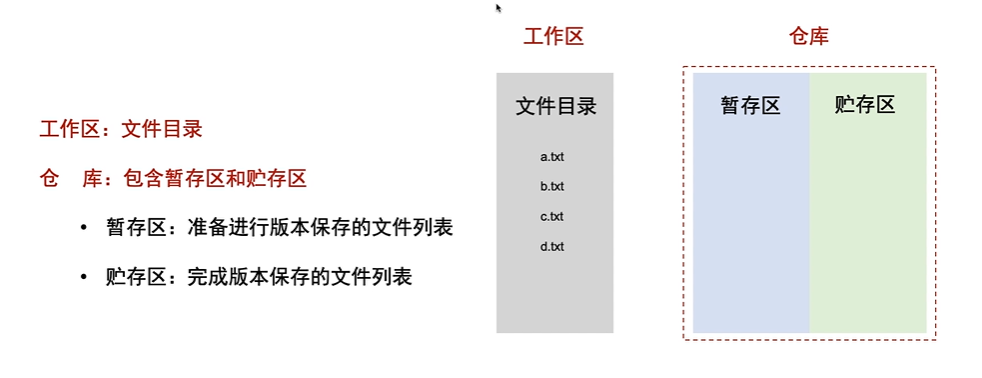 工作区：文件目录
仓 库：包含暂存区和贮存区
• 暂存区：准备进行版本保存的文件列表
• 贮存区：完成版本保存的文件列表
工作区
文件目录
a.txt
b.txt
c.txt
d.txt
仓库
暂存区
贮存区